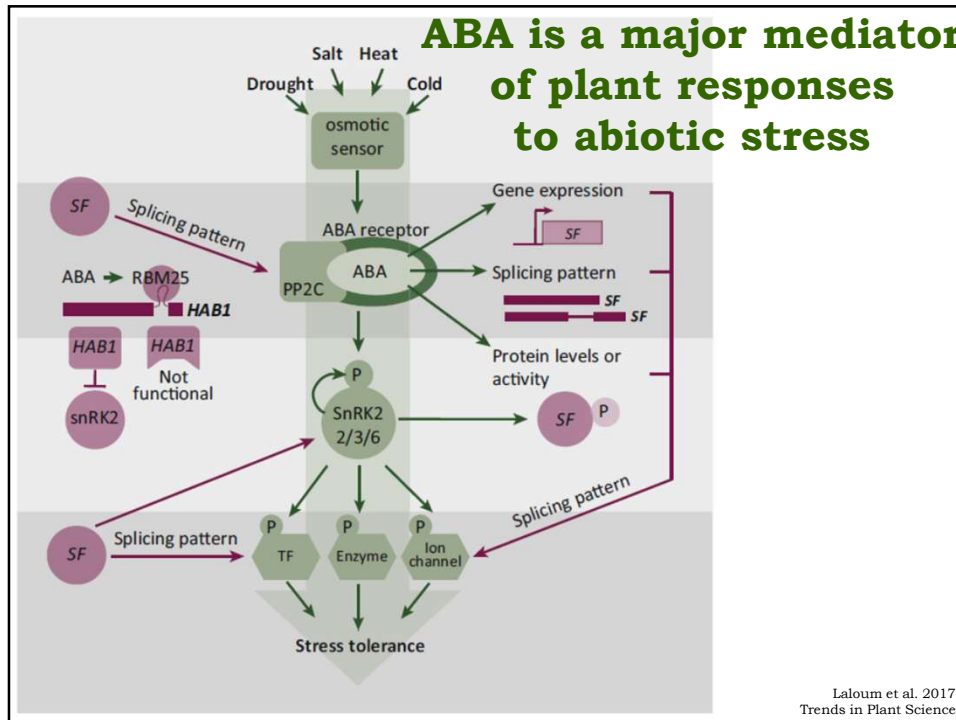 ABA is a major mediator
of plant responses
to abiotic stress
Salt Heat
Drought Cold
osmotic
sensor
SF
Splicing pattern
ABA receptor
PP2C
ABA
Gene expression
SF
Splicing pattern
SF
SF
Protein levels or
activity
ABA RBM25
HAB1
HAB1
HAB1
Not
functional
snRK2
P
SnRK2
2/3/6
SF
P
Splicing pattern
SF
Splicing pattern
P
TF
P
Enzyme
P
Ion
channel
Stress tolerance
Laloum et al. 2017
Trends in Plant Science